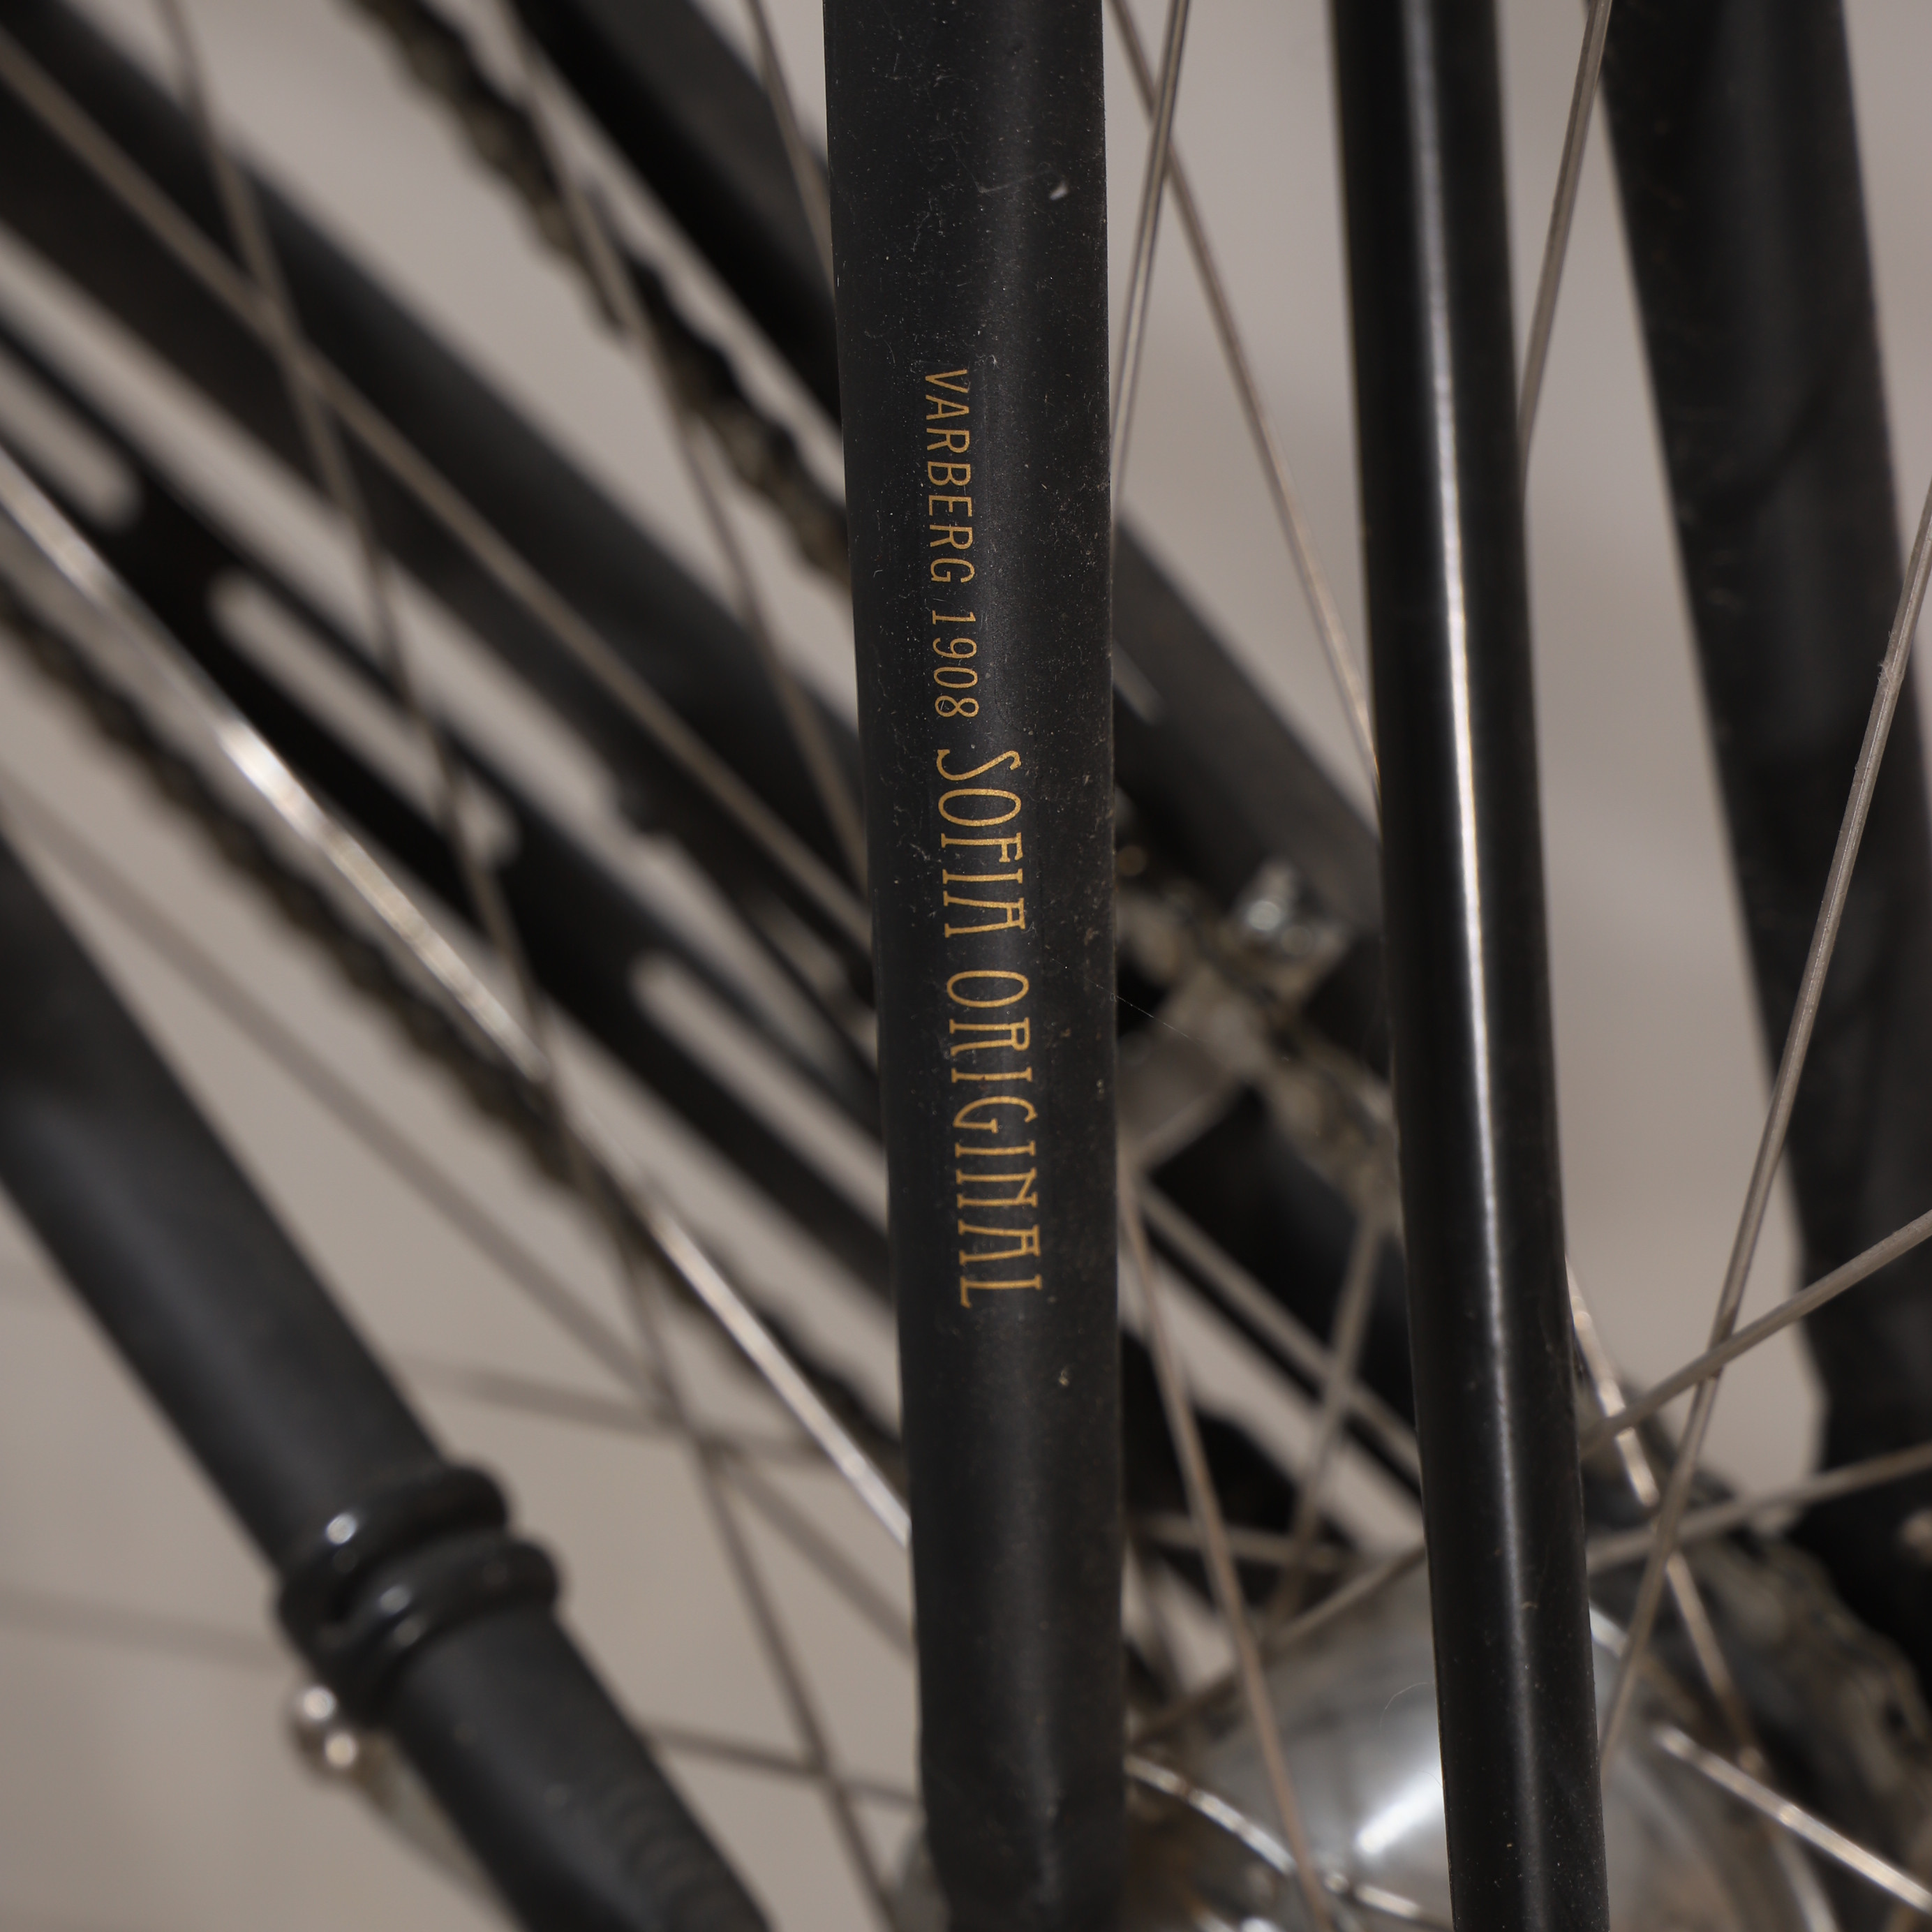 VARBERG 1908 SOFIA ORIGINAL